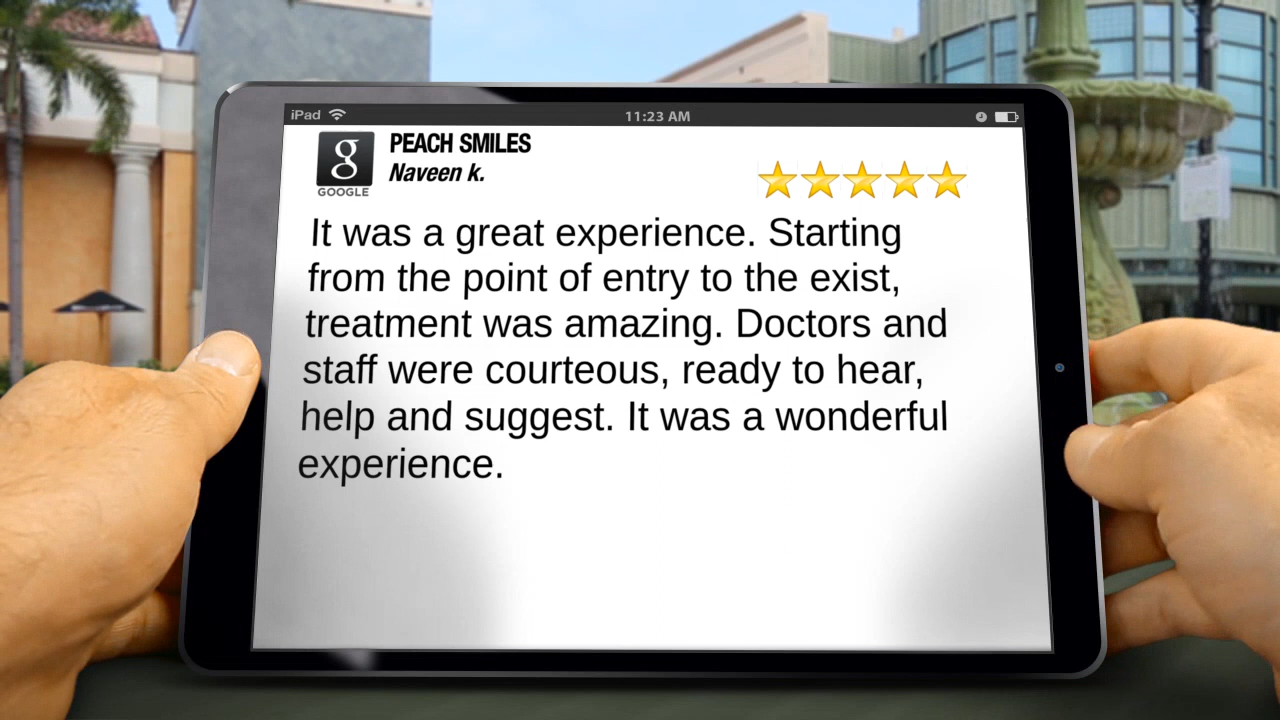 iPad 11:23 AM
g
GOOGLE
PEACH SMILES
Naveen k.
It was a great experience. Starting
from the point of entry to the exist,
treatment was amazing. Doctors and
staff were courteous, ready to hear,
help and suggest. It was a wonderful
experience.